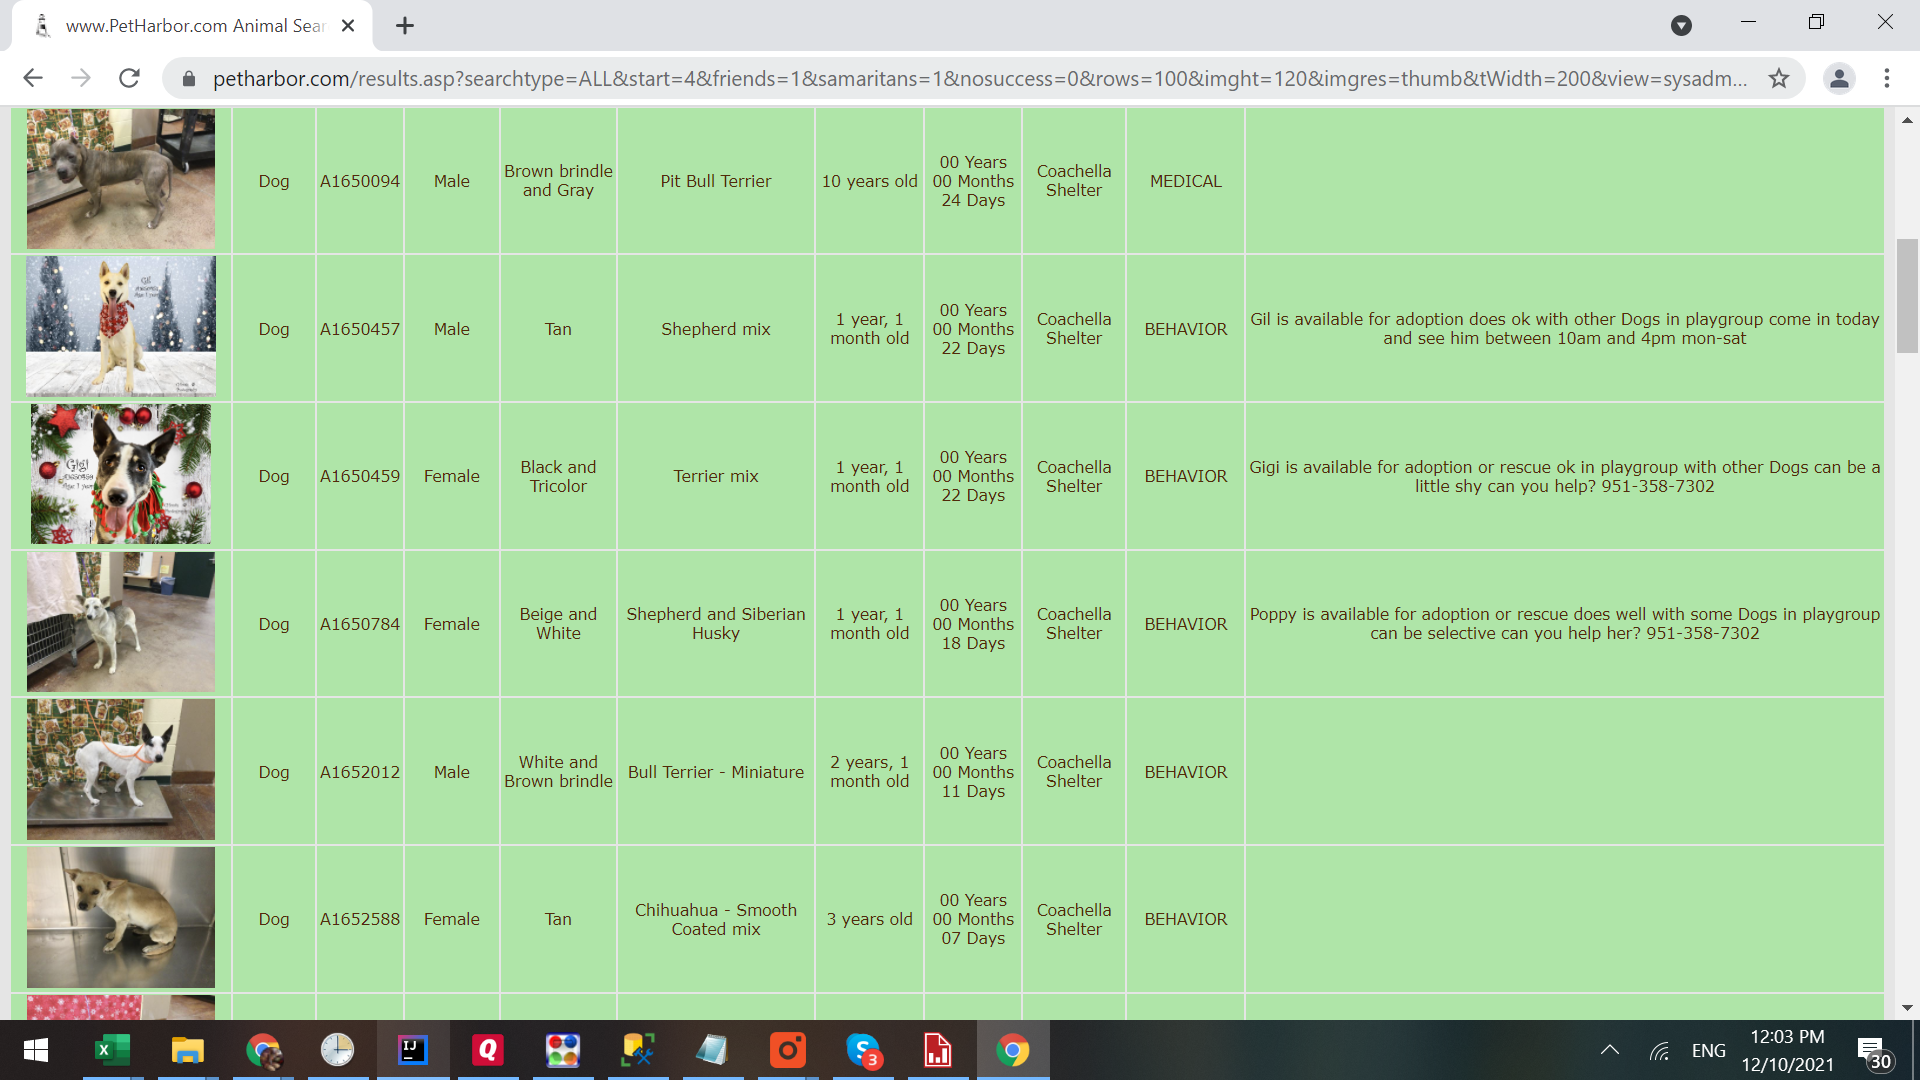 www.PetHarbor.com Animal Sear
petharbor.com/results.asp?searchtype=ALL&start=4&friends=1&samaritans=1&nosuccess=0&rows=100&imght=120&imgres=thumb&tWidth=200&view=sysadm...
Dog
A1650094
Male
Brown brindle
and Gray
Pit Bull Terrier
10 years old
00 Years
00 Months
24 Days
Coachella
Shelter
MEDICAL
Gil
Dog
A1650457
Male
Tan
Shepherd mix
1 year, 1
month old
00 Years
00 Months
22 Days
Coachella
Shelter
BEHAVIOR
Gil is available for adoption does ok with other Dogs in playgroup come in today
and see him between 10am and 4pm mon-sat
Gigi
Dog
A1650459
Female
Black and
Tricolor
Terrier mix
1 year, 1
month old
00 Years
00 Months
22 Days
Coachella
Shelter
BEHAVIOR
Gigi is available for adoption or rescue ok in playgroup with other Dogs can be a
little shy can you help? 951-358-7302
Dog
A1650784
Female
Beige and
White
Shepherd and Siberian
Husky
1 year, 1
month old
00 Years
00 Months
18 Days
Coachella
Shelter
BEHAVIOR
Poppy is available for adoption or rescue does well with some Dogs in playgroup
can be selective can you help her? 951-358-7302
Dog
A1652012
Male
White and
Brown brindle
Bull Terrier - Miniature
2 years, 1
month old
00 Years
00 Months
11 Days
Coachella
Shelter
BEHAVIOR
Dog
A1652588
Female
Tan
Chihuahua - Smooth
Coated mix
3 years old
00 Years
00 Months
07 Days
Coachella
Shelter
BEHAVIOR
X
IJ
Q
S
3
ENG
12:03 PM
12/10/2021
30